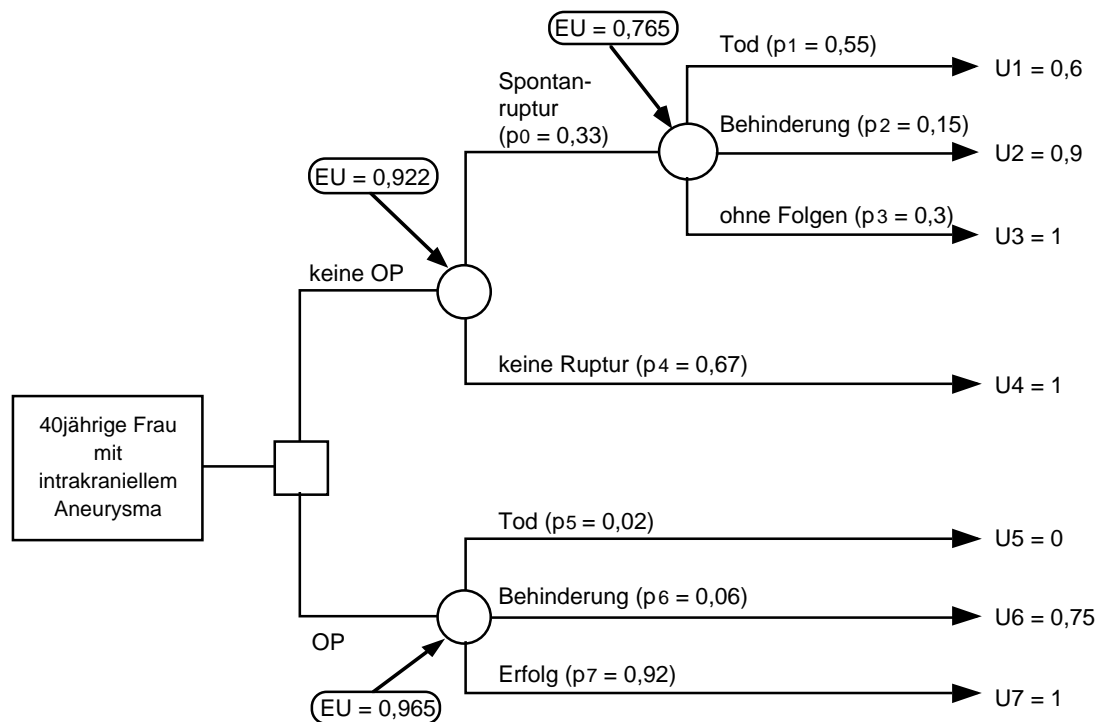 EU = 0,765
Tod (p1 = 0,55)
U1 = 0,6
Spontan-
ruptur
(p0 = 0,33)
Behinderung (p2 = 0,15)
U2 = 0,9
EU = 0,922
ohne Folgen (p3 = 0,3)
U3 = 1
keine OP
keine Ruptur (p4 = 0,67)
U4 = 1
40jährige Frau
mit
intrakraniellem
Aneurysma
Tod (p5 = 0,02)
U5 = 0
Behinderung (p6 = 0,06)
U6 = 0,75
OP
Erfolg (p7 = 0,92)
U7 = 1
EU = 0,965